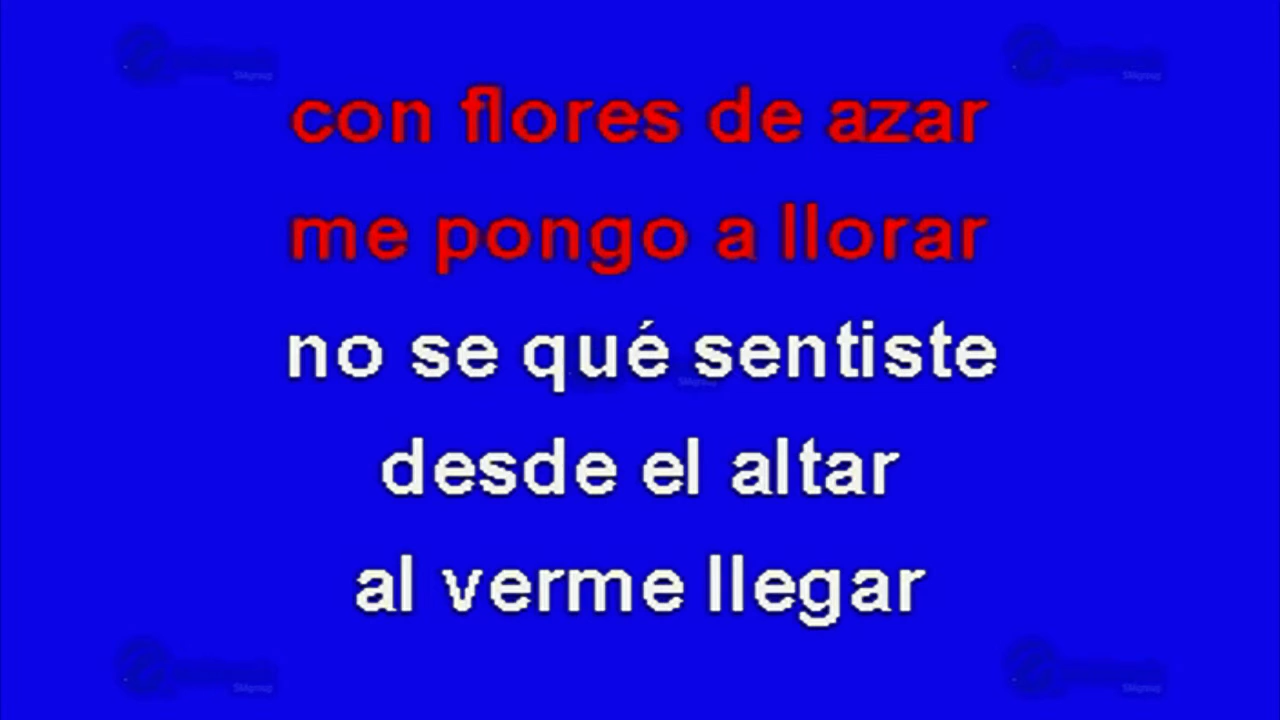 con flores de azar
me pongo a llorar
no se qué sentiste
desde el altar
al verme llegar